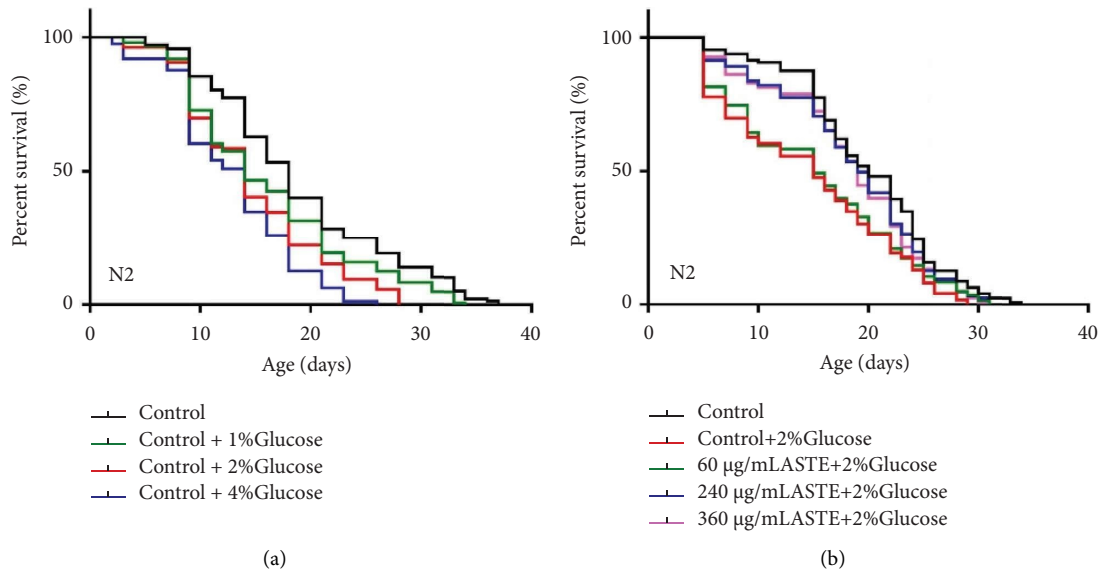 Percent survival (%)
100
50
0
N2
0 10 20 30 40
Age (days)
Control
Control + 1%Glucose
Control + 2%Glucose
Control + 4%Glucose
(a)
Percent survival (%)
100
50
0
N2
0 10 20 30 40
Age (days)
Control
Control+2%Glucose
60 µg/mLASTE+2%Glucose
240 µg/mLASTE+2%Glucose
360 µg/mLASTE+2%Glucose
(b)